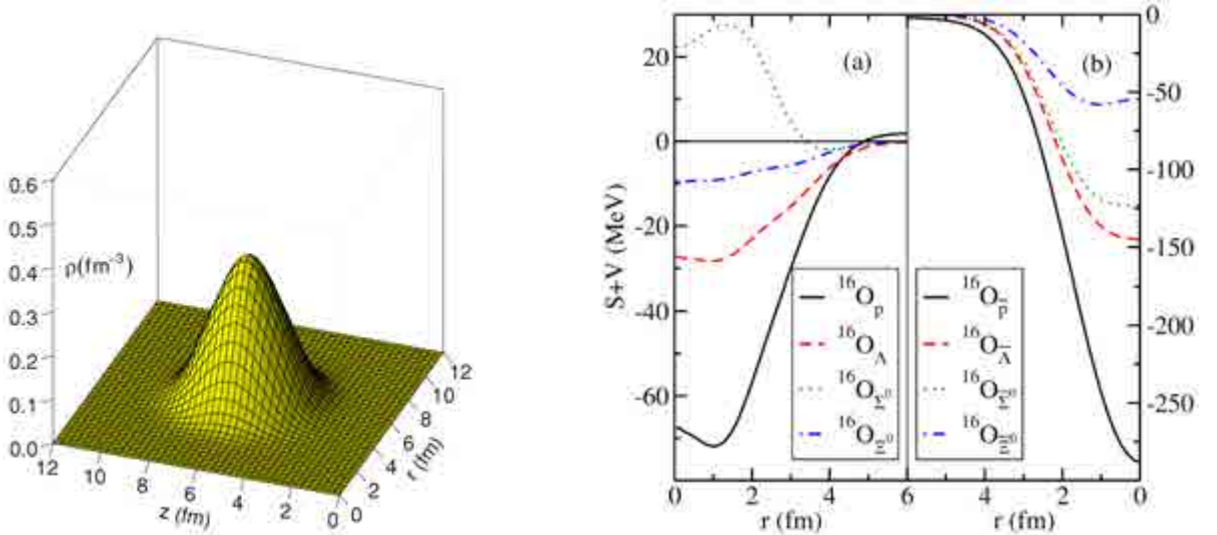 0.6
0.5
0.4
0.3
0.2
0.1
0.0
ρ(fm⁻³)
12
10
8
6
4
2
0
z (fm)
0
2
4
6
8
10
12
r (fm)
(a)
(b)
20
0
-20
-40
-60
S+V (MeV)
0
-50
-100
-150
-200
-250
¹⁶Oₚ
¹⁶O_Λ
¹⁶O_Σ⁰
¹⁶O_Ξ⁰
¹⁶O_p̅
¹⁶O_Λ̅
¹⁶O_Σ̅⁰
¹⁶O_Ξ̅⁰
0
2
4
6
4
2
0
r (fm)
r (fm)